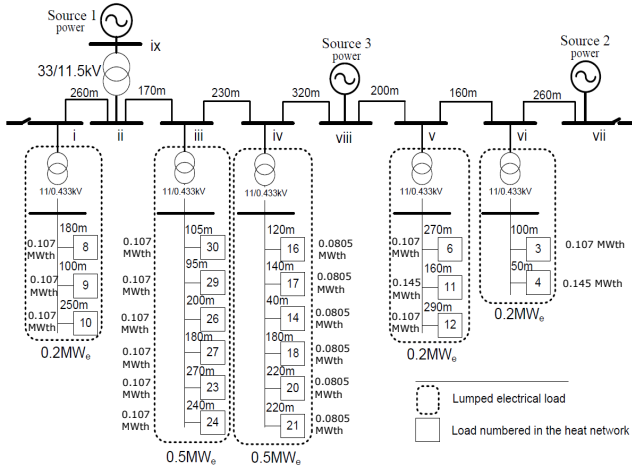 Source 1
power
ix
33/11.5kV
Source 3
power
Source 2
power
260m
170m
230m
320m
200m
160m
260m
i
ii
iii
iv
viii
v
vi
vii
11/0.433kV
11/0.433kV
11/0.433kV
11/0.433kV
11/0.433kV
180m
0.107
MWth
8
100m
0.107
MWth
9
250m
0.107
MWth
10
0.2MWe
105m
0.107
MWth
30
95m
0.107
MWth
29
200m
0.107
MWth
26
180m
0.107
MWth
27
270m
0.107
MWth
23
240m
0.107
MWth
24
0.5MWe
120m
16
0.0805
MWth
140m
17
0.0805
MWth
40m
14
0.0805
MWth
180m
18
0.0805
MWth
220m
20
0.0805
MWth
220m
21
0.0805
MWth
0.5MWe
270m
0.107
MWth
6
160m
0.145
MWth
11
290m
0.107
MWth
12
0.2MWe
100m
3
0.107 MWth
50m
4
0.145 MWth
0.2MWe
Lumped electrical load
Load numbered in the heat network